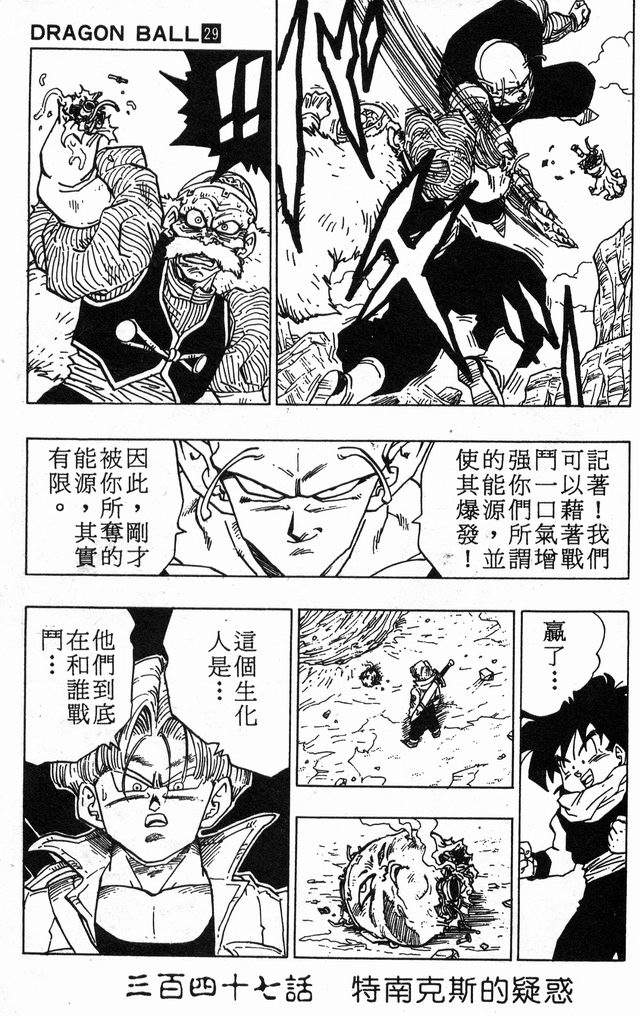 DRAGON BALL 29
記著！我們
可以藉著戰
鬥一口氣增
强你們所謂
的能源，並
使其爆發！
因此，剛才
被你所奪的
能源，其實
有限。
贏了…
這個生化
人是…
他們到底
在和誰戰
鬥…
三百四十七話 特南克斯的疑惑